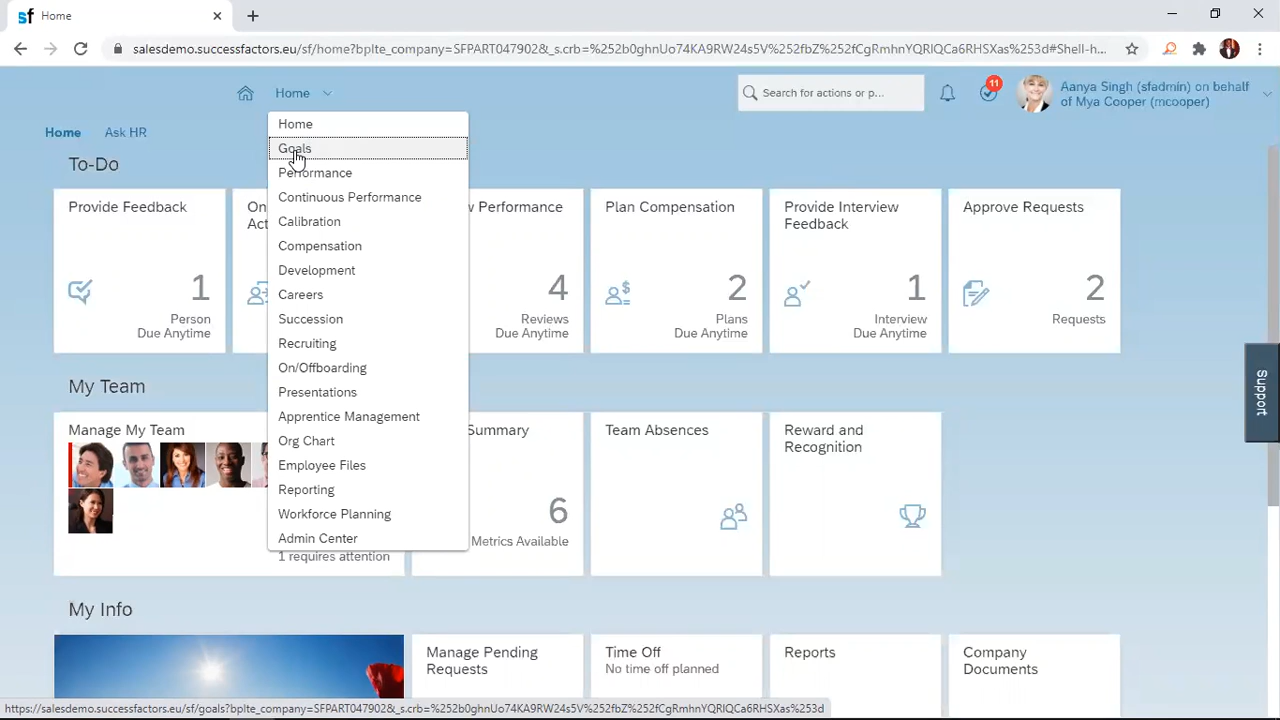 sf Home
salesdemo.successfactors.eu/sf/home?bplte_company=SFPART047902&_s.crb=%252b0ghnUo74KA9RW24s5V%252fbZ%252fCgRmhnYQRlQCa6RHSXas%253d#Shell-h...
Home
Search for actions or p...
11
Aanya Singh (sfadmin) on behalf
of Mya Cooper (mcooper)
Home Ask HR
Home
Goals
Performance
Continuous Performance
Calibration
Compensation
Development
Careers
Succession
Recruiting
On/Offboarding
Presentations
Apprentice Management
Org Chart
Employee Files
Reporting
Workforce Planning
Admin Center
To-Do
Provide Feedback
1
Person
Due Anytime
On
Act
w Performance
4
Reviews
Due Anytime
Plan Compensation
2
Plans
Due Anytime
Provide Interview
Feedback
1
Interview
Due Anytime
Approve Requests
2
Requests
Support
My Team
Manage My Team
1 requires attention
Summary
6
Metrics Available
Team Absences
Reward and
Recognition
My Info
Manage Pending
Requests
Time Off
No time off planned
Reports
Company
Documents
https://salesdemo.successfactors.eu/sf/goals?bplte_company=SFPART047902&_s.crb=%252b0ghnUo74KA9RW24s5V%252fbZ%252fCgRmhnYQRlQCa6RHSXas%253d